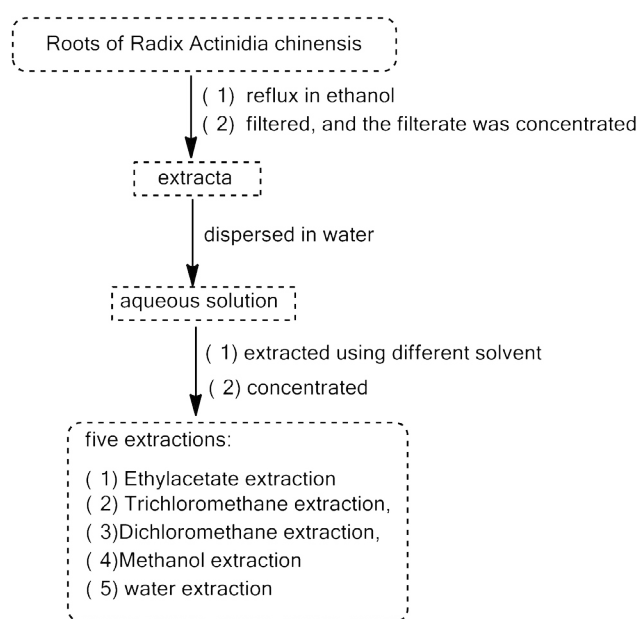 Roots of Radix Actinidia chinensis
( 1) reflux in ethanol
( 2) filtered, and the filterate was concentrated
extracta
dispersed in water
aqueous solution
( 1) extracted using different solvent
( 2) concentrated
five extractions:
( 1) Ethylacetate extraction
( 2) Trichloromethane extraction,
( 3)Dichloromethane extraction,
( 4)Methanol extraction
( 5) water extraction